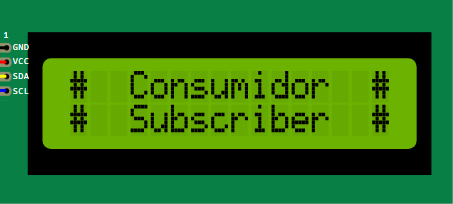 1
GND
VCC
SDA
SCL
#  Consumidor  #
#  Subscriber  #